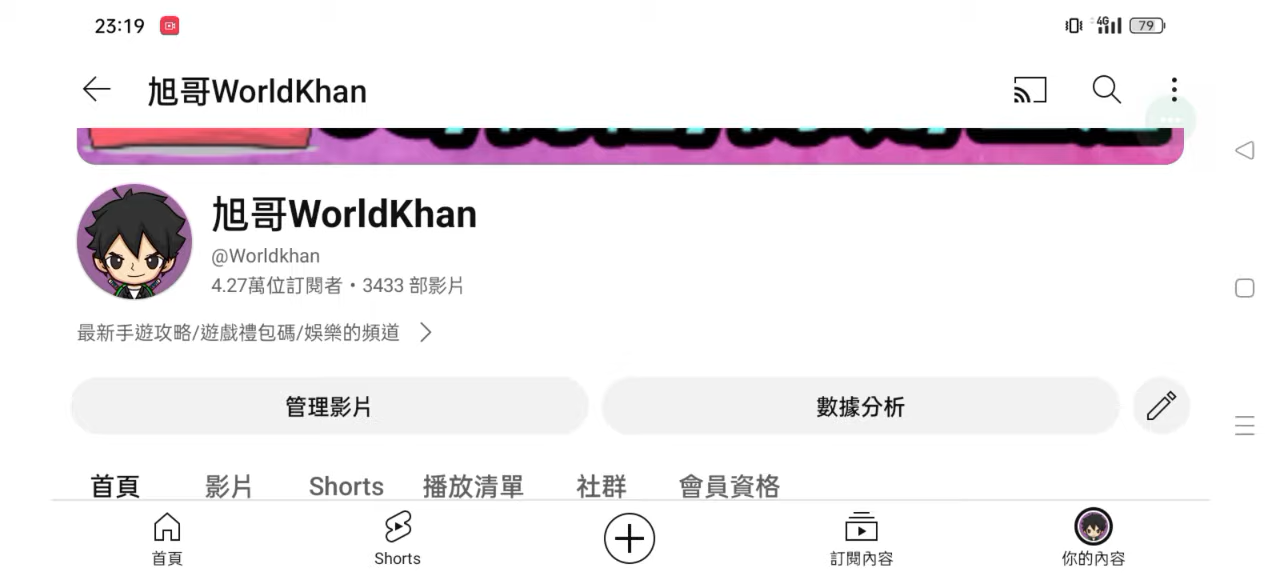 23:19
4G
79
旭哥WorldKhan
旭哥WorldKhan
@Worldkhan
4.27萬位訂閱者・3433 部影片
最新手遊攻略/遊戲禮包碼/娛樂的頻道
管理影片
數據分析
首頁 影片 Shorts 播放清單 社群 會員資格
首頁 Shorts 訂閱內容 你的內容